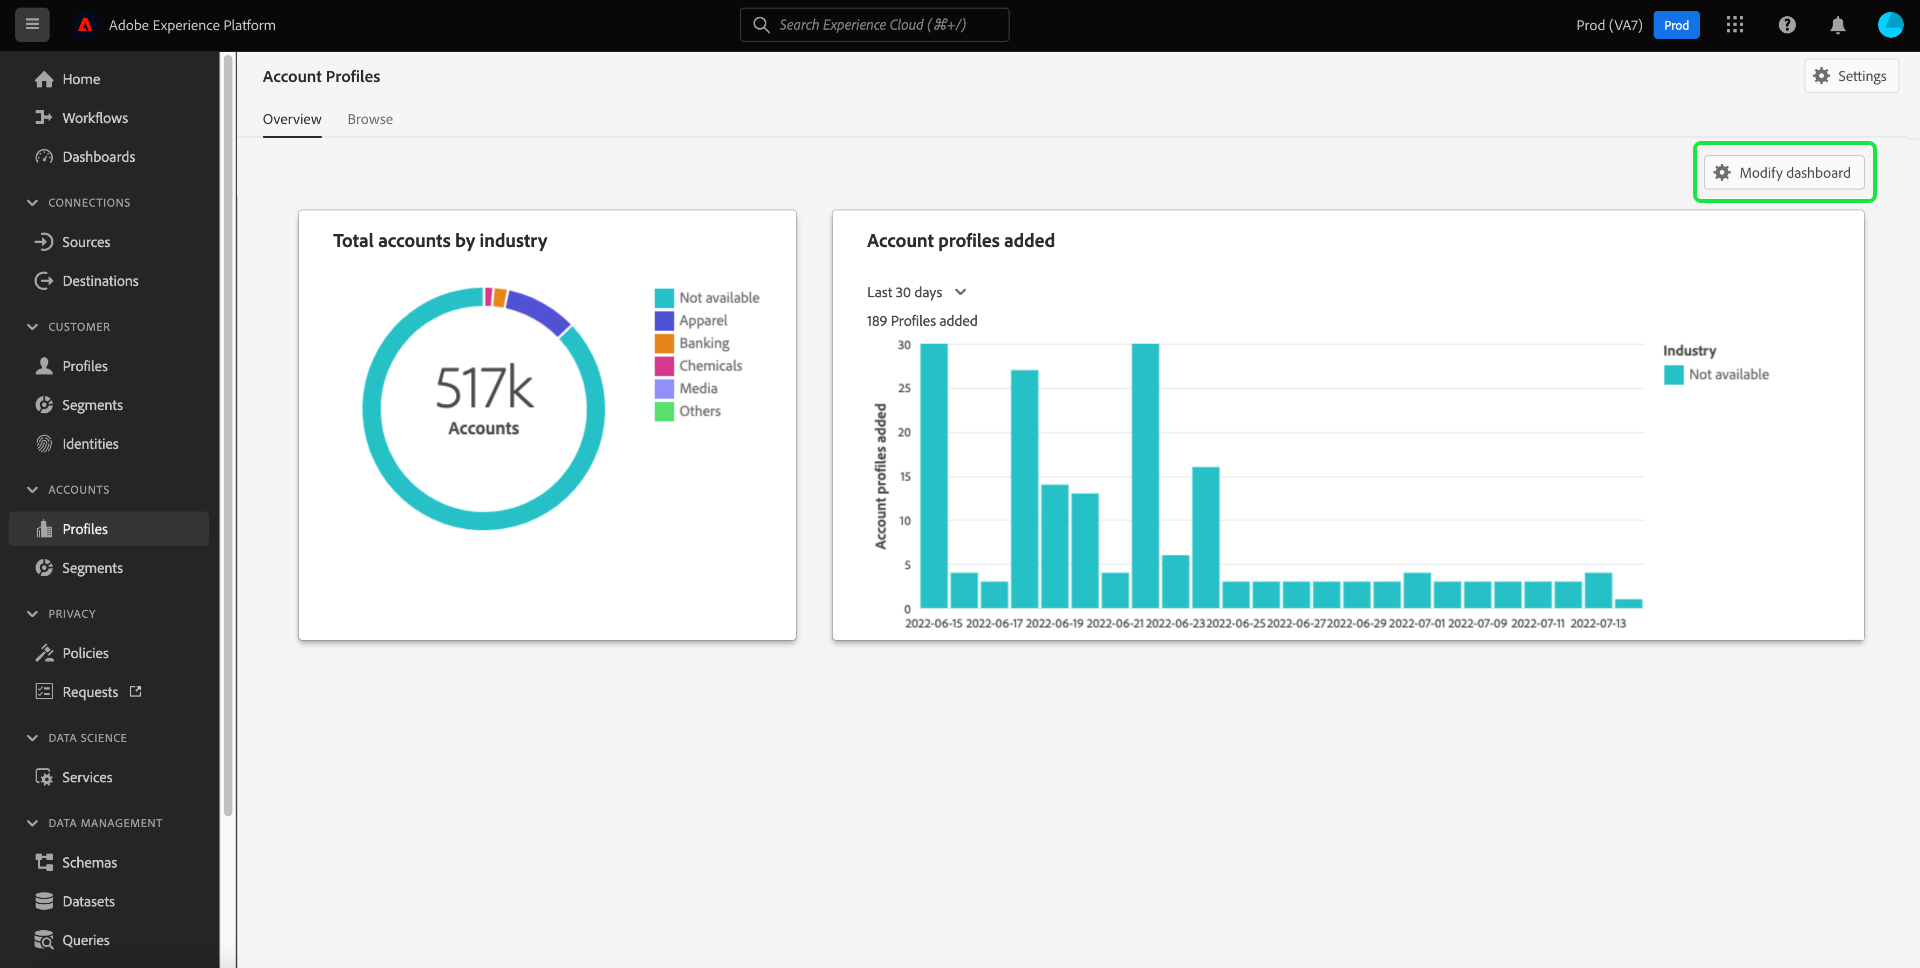 Adobe Experience Platform
Search Experience Cloud (⌘+/)
Prod (VA7)
Prod
Home
Workflows
Dashboards
CONNECTIONS
Sources
Destinations
CUSTOMER
Profiles
Segments
Identities
ACCOUNTS
Profiles
Segments
PRIVACY
Policies
Requests
DATA SCIENCE
Services
DATA MANAGEMENT
Schemas
Datasets
Queries
Account Profiles
Settings
Overview
Browse
Modify dashboard
Total accounts by industry
517k
Accounts
Not available
Apparel
Banking
Chemicals
Media
Others
Account profiles added
Last 30 days
189 Profiles added
Account profiles added
30
25
20
15
10
5
0
2022-06-15 2022-06-17 2022-06-19 2022-06-21 2022-06-23 2022-06-25 2022-06-27 2022-06-29 2022-07-01 2022-07-09 2022-07-11 2022-07-13
Industry
Not available